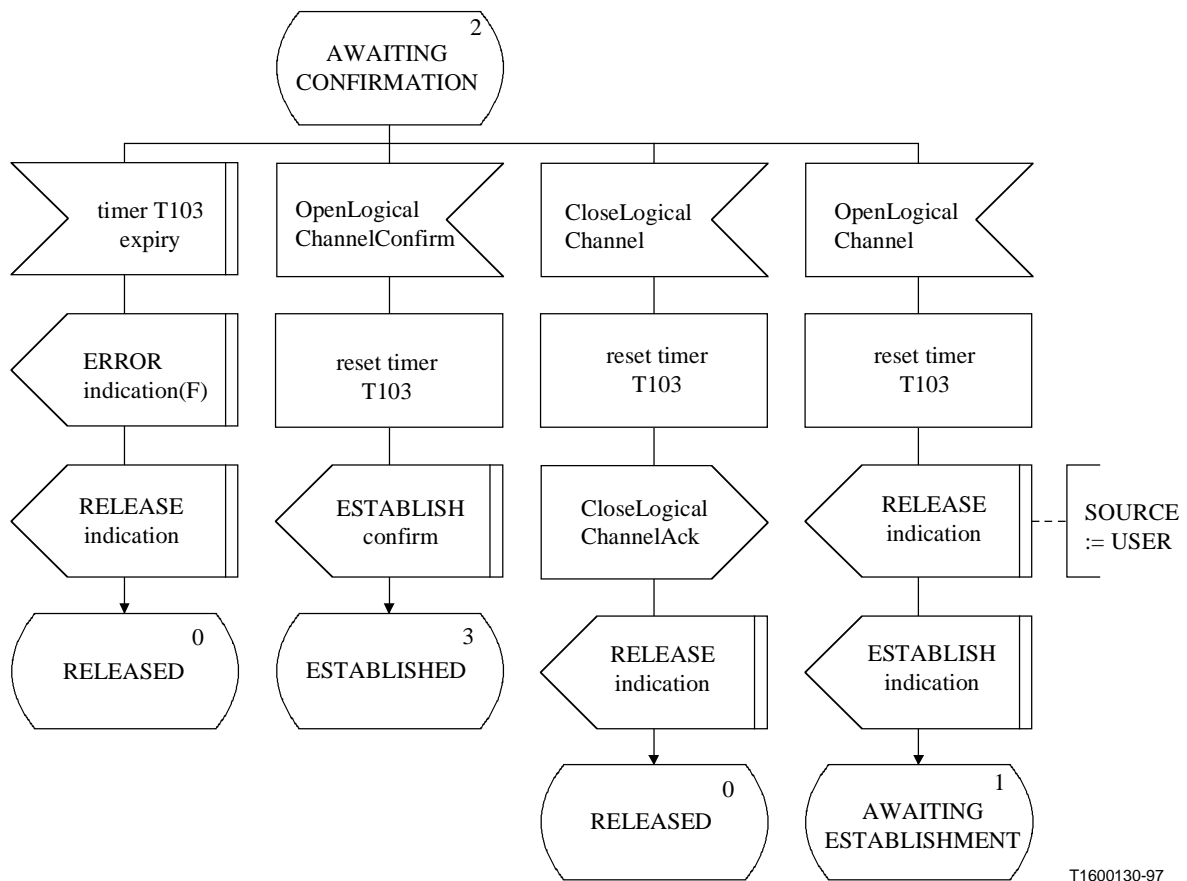 2
AWAITING
CONFIRMATION
timer T103
expiry
OpenLogical
ChannelConfirm
CloseLogical
Channel
OpenLogical
Channel
ERROR
indication(F)
reset timer
T103
reset timer
T103
reset timer
T103
RELEASE
indication
ESTABLISH
confirm
CloseLogical
ChannelAck
RELEASE
indication
SOURCE
:= USER
0
RELEASED
3
ESTABLISHED
RELEASE
indication
ESTABLISH
indication
0
RELEASED
1
AWAITING
ESTABLISHMENT
T1600130-97